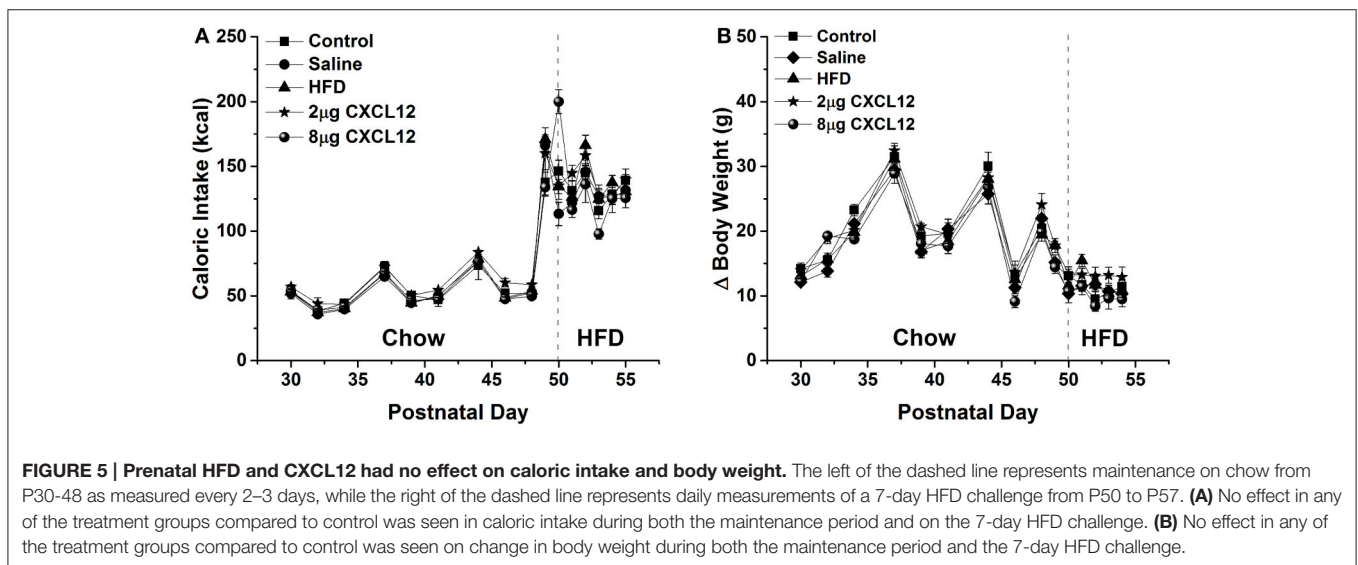 A
Caloric Intake (kcal)
250
200
150
100
50
0
Control
Saline
HFD
2µg CXCL12
8µg CXCL12
Chow
HFD
30 35 40 45 50 55
Postnatal Day
B
Δ Body Weight (g)
50
40
30
20
10
0
Control
Saline
HFD
2µg CXCL12
8µg CXCL12
Chow
HFD
30 35 40 45 50 55
Postnatal Day
FIGURE 5 | Prenatal HFD and CXCL12 had no effect on caloric intake and body weight. The left of the dashed line represents maintenance on chow from
P30-48 as measured every 2–3 days, while the right of the dashed line represents daily measurements of a 7-day HFD challenge from P50 to P57. (A) No effect in any
of the treatment groups compared to control was seen in caloric intake during both the maintenance period and on the 7-day HFD challenge. (B) No effect in any of
the treatment groups compared to control was seen on change in body weight during both the maintenance period and the 7-day HFD challenge.